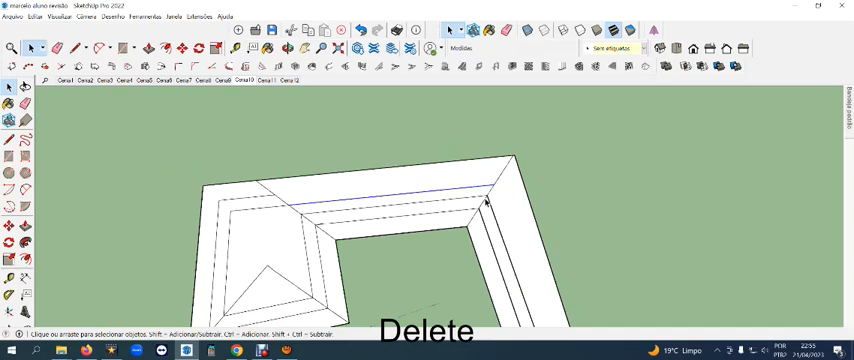 marcelo aluno revisão - SketchUp Pro 2022
Arquivo Editar Visualizar Câmera Desenho Ferramentas Janela Extensões Ajuda
Medidas
Sem etiquetas
Cena1 Cena2 Cena3 Cena4 Cena5 Cena6 Cena7 Cena8 Cena9 Cena10 Cena11 Cena12
Bandeja padrão
Delete
Clique ou arraste para selecionar objetos. Shift = Adicionar/Subtrair. Ctrl = Adicionar. Shift + Ctrl = Subtrair.
19°C Limpo
POR
PTB2
22:55
21/04/2023